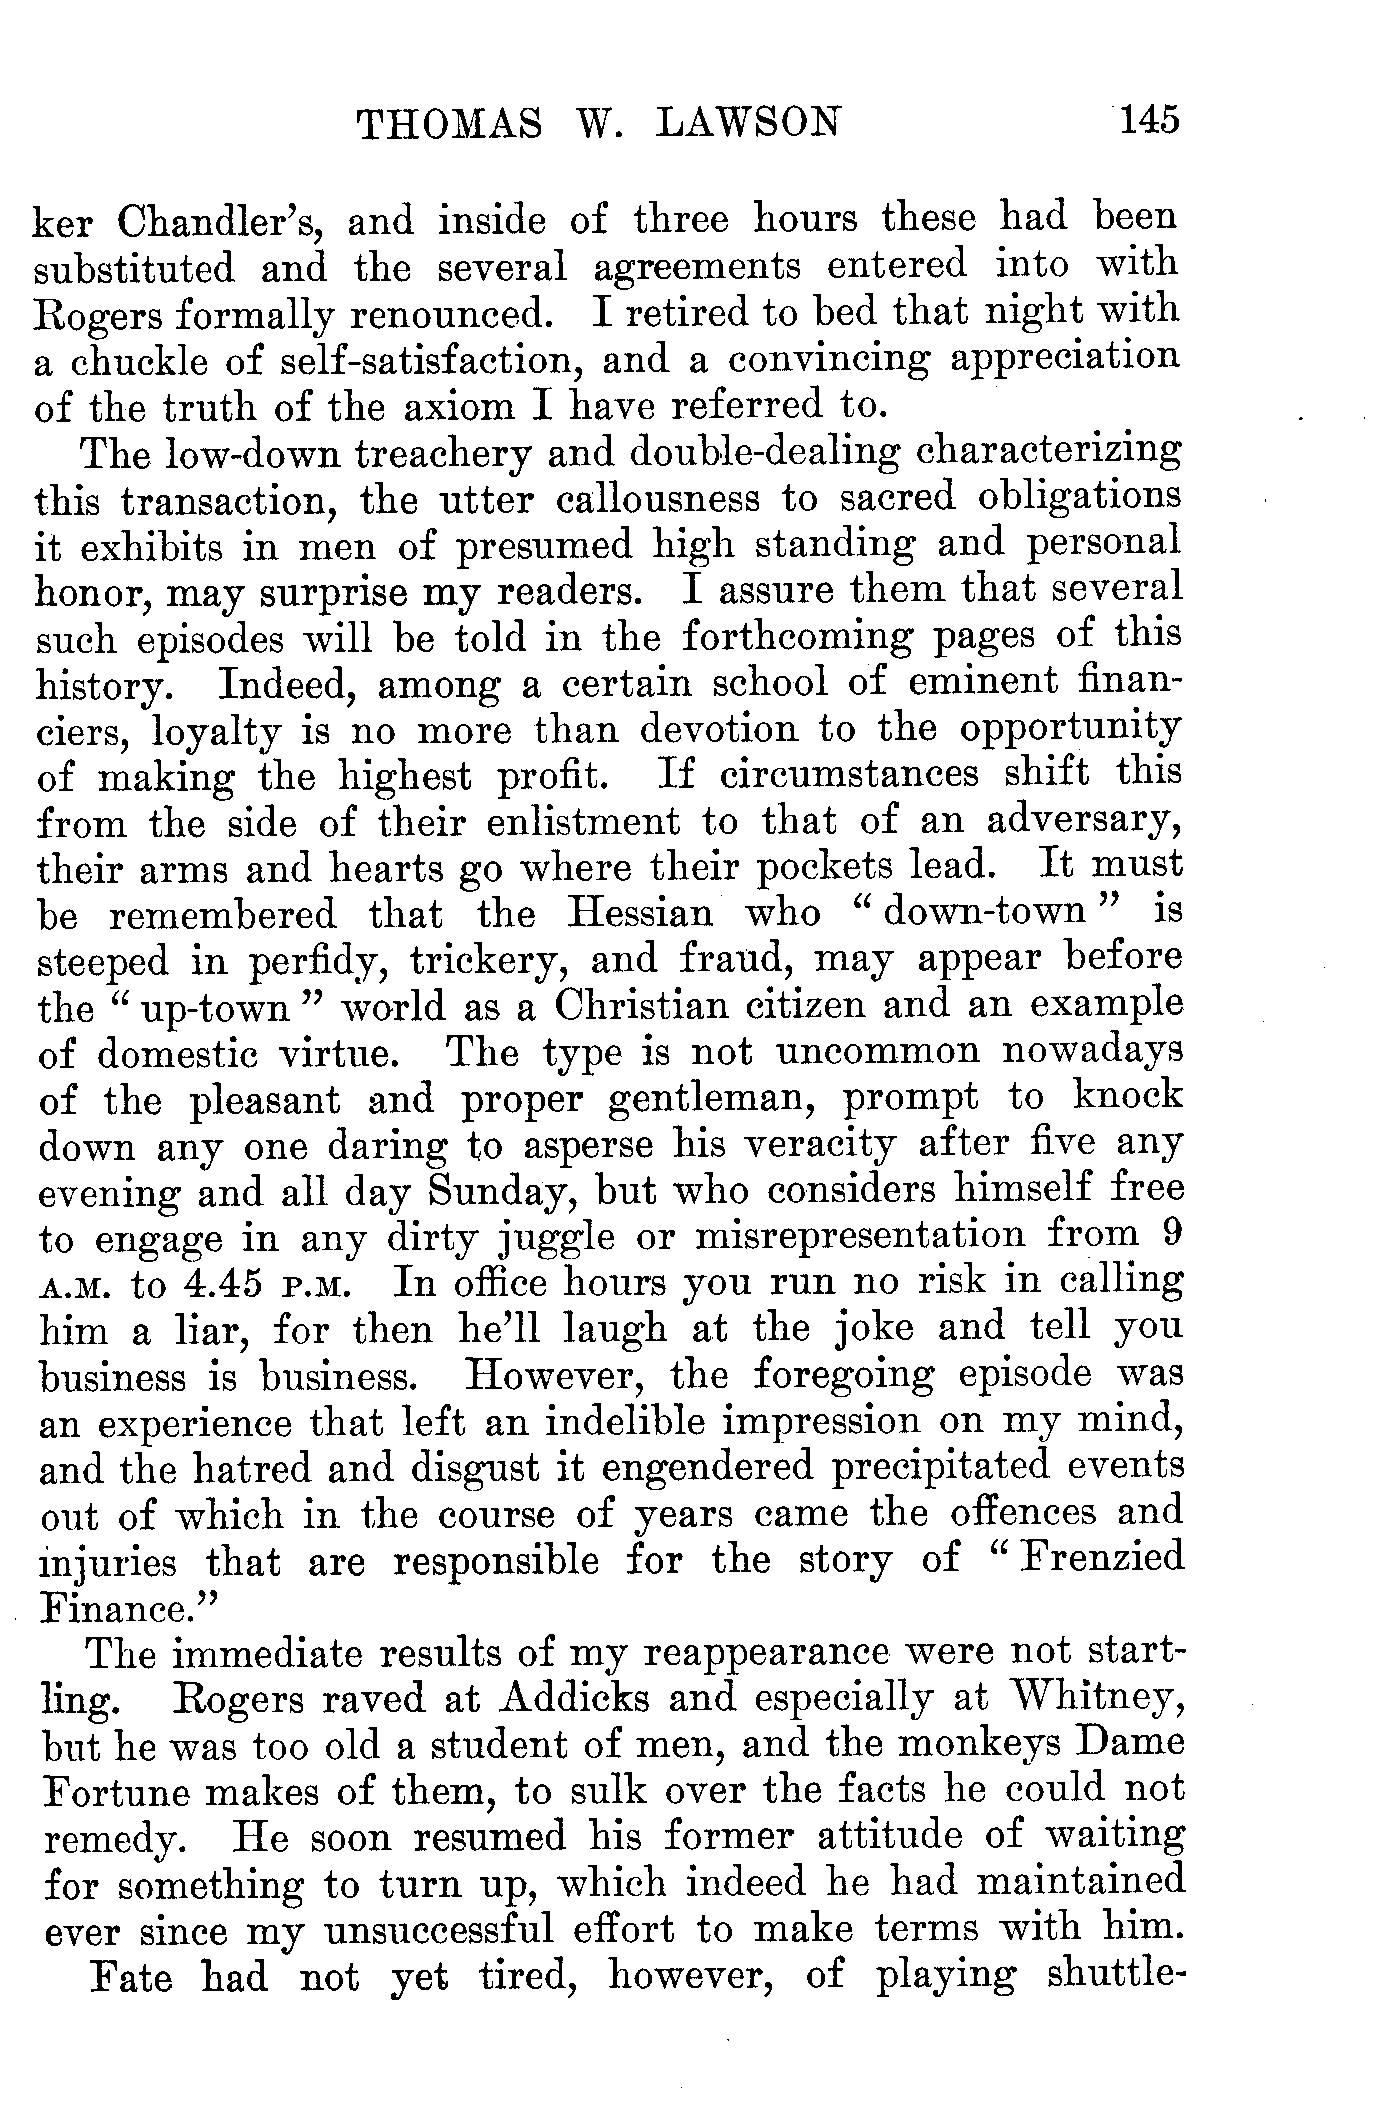 THOMAS W. LAWSON 145
ker Chandler's, and inside of three hours these had been
substituted and the several agreements entered into with
Rogers formally renounced. I retired to bed that night with
a chuckle of self-satisfaction, and a convincing appreciation
of the truth of the axiom I have referred to.
The low-down treachery and double-dealing characterizing
this transaction, the utter callousness to sacred obligations
it exhibits in men of presumed high standing and personal
honor, may surprise my readers. I assure them that several
such episodes will be told in the forthcoming pages of this
history. Indeed, among a certain school of eminent finan-
ciers, loyalty is no more than devotion to the opportunity
of making the highest profit. If circumstances shift this
from the side of their enlistment to that of an adversary,
their arms and hearts go where their pockets lead. It must
be remembered that the Hessian who " down-town " is
steeped in perfidy, trickery, and fraud, may appear before
the " up-town " world as a Christian citizen and an example
of domestic virtue. The type is not uncommon nowadays
of the pleasant and proper gentleman, prompt to knock
down any one daring to asperse his veracity after five any
evening and all day Sunday, but who considers himself free
to engage in any dirty juggle or misrepresentation from 9
A.M. to 4.45 P.M. In office hours you run no risk in calling
him a liar, for then he'll laugh at the joke and tell you
business is business. However, the foregoing episode was
an experience that left an indelible impression on my mind,
and the hatred and disgust it engendered precipitated events
out of which in the course of years came the offences and
injuries that are responsible for the story of " Frenzied
Finance."
The immediate results of my reappearance were not start-
ling. Rogers raved at Addicks and especially at Whitney,
but he was too old a student of men, and the monkeys Dame
Fortune makes of them, to sulk over the facts he could not
remedy. He soon resumed his former attitude of waiting
for something to turn up, which indeed he had maintained
ever since my unsuccessful effort to make terms with him.
Fate had not yet tired, however, of playing shuttle-